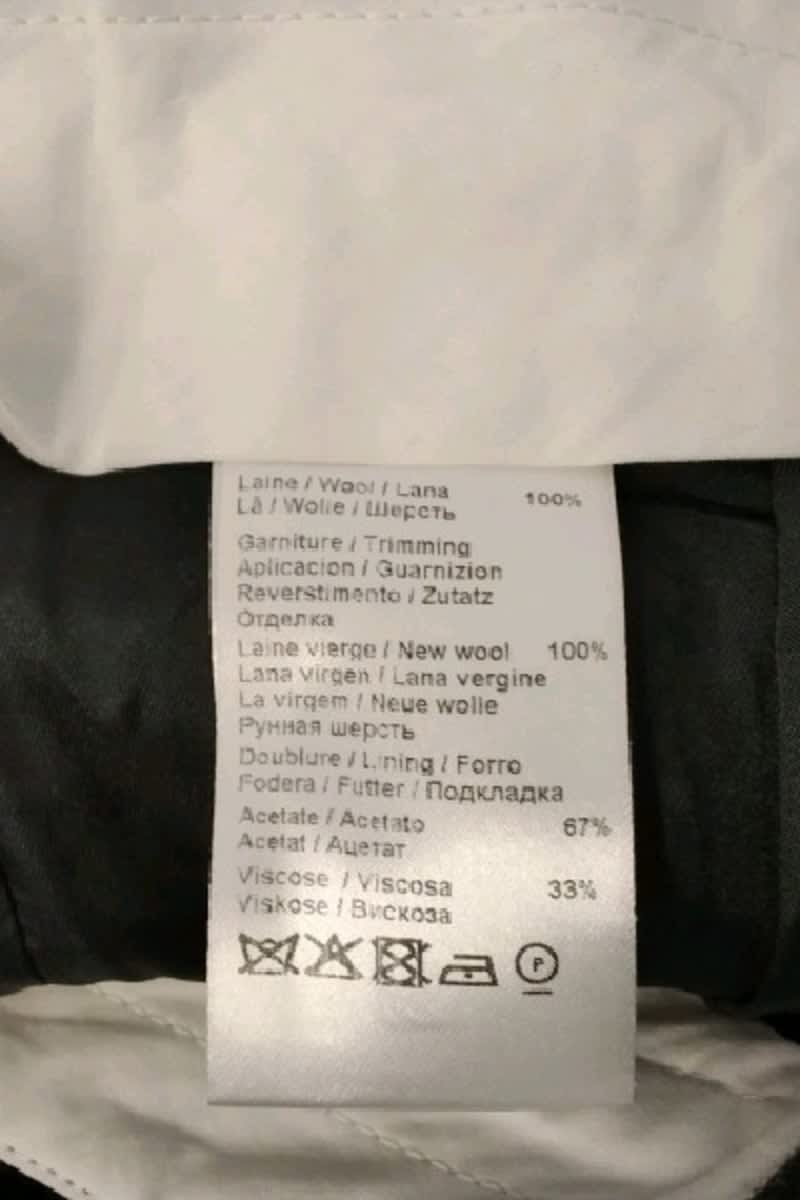 Laine / Wool / Lana
Lã / Wolle / Шерсть 100%
Garniture / Trimming
Aplicacion / Guarnizion
Reverstimento / Zutatz
Отделка
Laine vierge / New wool 100%
Lana virgen / Lana vergine
La virgem / Neue wolle
Рунная шерсть
Doublure / Lining / Forro
Fodera / Futter / Подкладка
Acetate / Acetato 67%
Acetat / Ацетат
Viscose / Viscosa 33%
Viskose / Вискоза
P